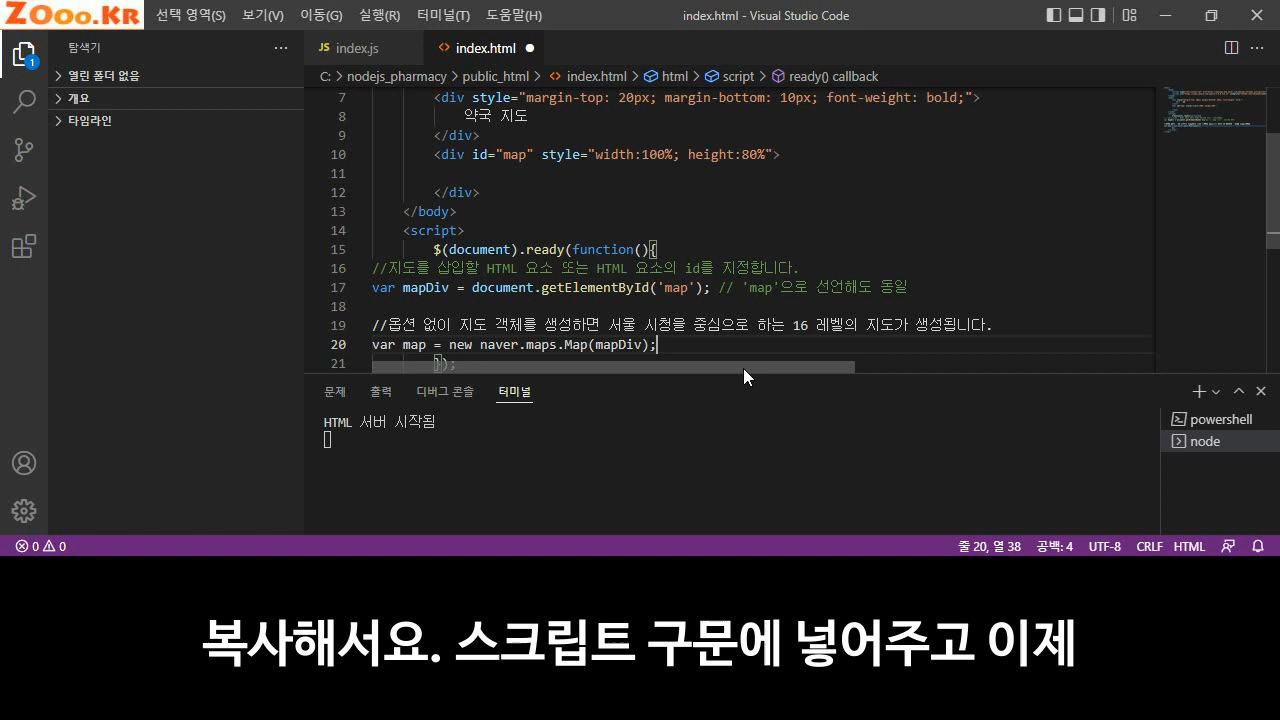 ZOoo.Kr
선택 영역(S) 보기(V) 이동(G) 실행(R) 터미널(T) 도움말(H)
index.html - Visual Studio Code
탐색기
JS index.js
index.html
1
열린 폴더 없음
개요
타임라인
C: > nodejs_pharmacy > public_html > index.html > html > script > ready() callback
7 <div style="margin-top: 20px; margin-bottom: 10px; font-weight: bold;">
8 약국 지도
9 </div>
10 <div id="map" style="width:100%; height:80%">
11
12 </div>
13 </body>
14 <script>
15 $(document).ready(function(){
16 //지도를 삽입할 HTML 요소 또는 HTML 요소의 id를 지정합니다.
17 var mapDiv = document.getElementById('map'); // 'map'으로 선언해도 동일
18
19 //옵션 없이 지도 객체를 생성하면 서울 시청을 중심으로 하는 16 레벨의 지도가 생성됩니다.
20 var map = new naver.maps.Map(mapDiv);
21 });
문제 출력 디버그 콘솔 터미널
HTML 서버 시작됨
powershell
node
0 0
줄 20, 열 38 공백: 4 UTF-8 CRLF HTML
복사해서요. 스크립트 구문에 넣어주고 이제